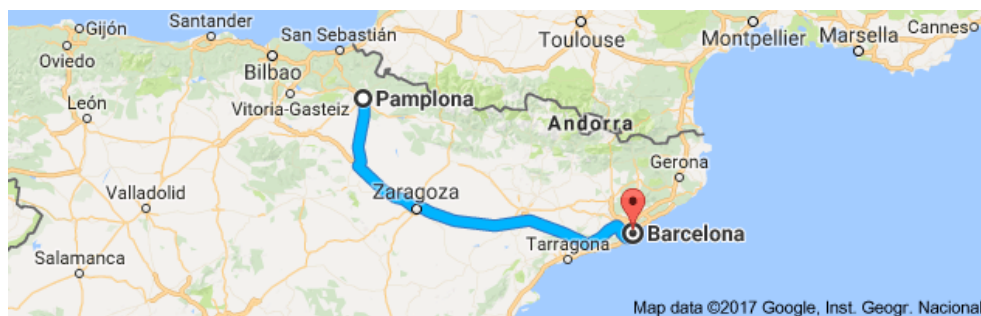 Gijón
Santander
San Sebastián
Toulouse
Montpellier
Marsella
Cannes
Oviedo
Bilbao
León
Vitoria-Gasteiz
Pamplona
Andorra
Gerona
Valladolid
Zaragoza
Barcelona
Tarragona
Salamanca
Map data ©2017 Google, Inst. Geogr. Nacional